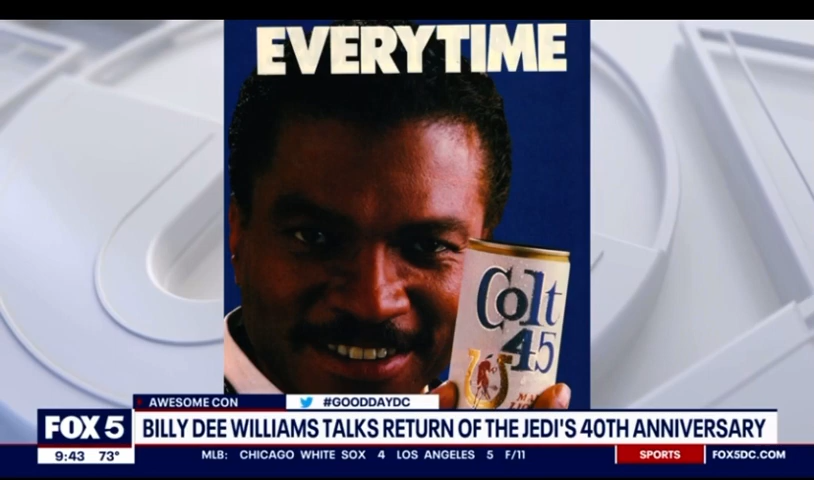 EVERYTIME
Colt
45
AWESOME CON
#GOODDAYDC
FOX 5
BILLY DEE WILLIAMS TALKS RETURN OF THE JEDI'S 40TH ANNIVERSARY
9:43 73°
MLB: CHICAGO WHITE SOX 4 LOS ANGELES 5 F/11
SPORTS
FOX5DC.COM